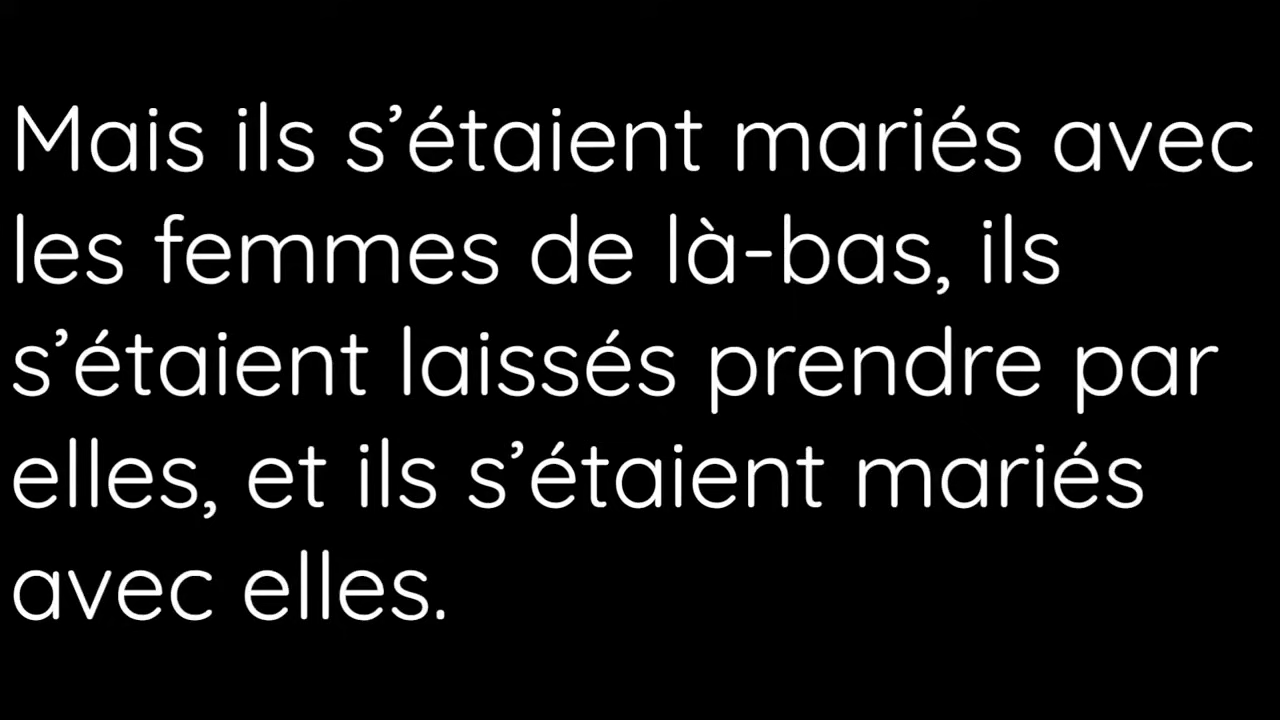 Mais ils s’étaient mariés avec
les femmes de là-bas, ils
s’étaient laissés prendre par
elles, et ils s’étaient mariés
avec elles.